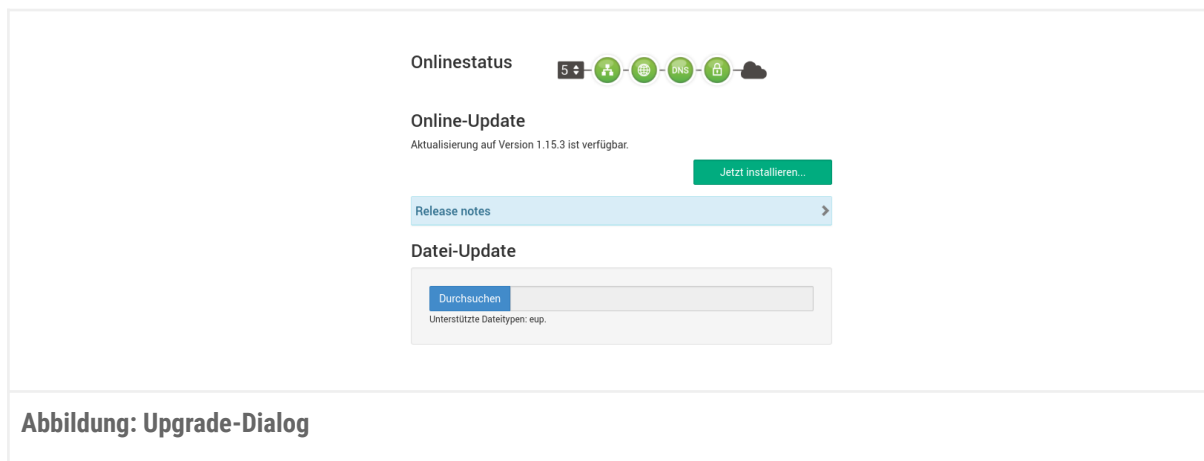 Onlinestatus
5 DNS
Online-Update
Aktualisierung auf Version 1.15.3 ist verfügbar.
Jetzt installieren...
Release notes
Datei-Update
Durchsuchen
Unterstützte Dateitypen: eup.
Abbildung: Upgrade-Dialog